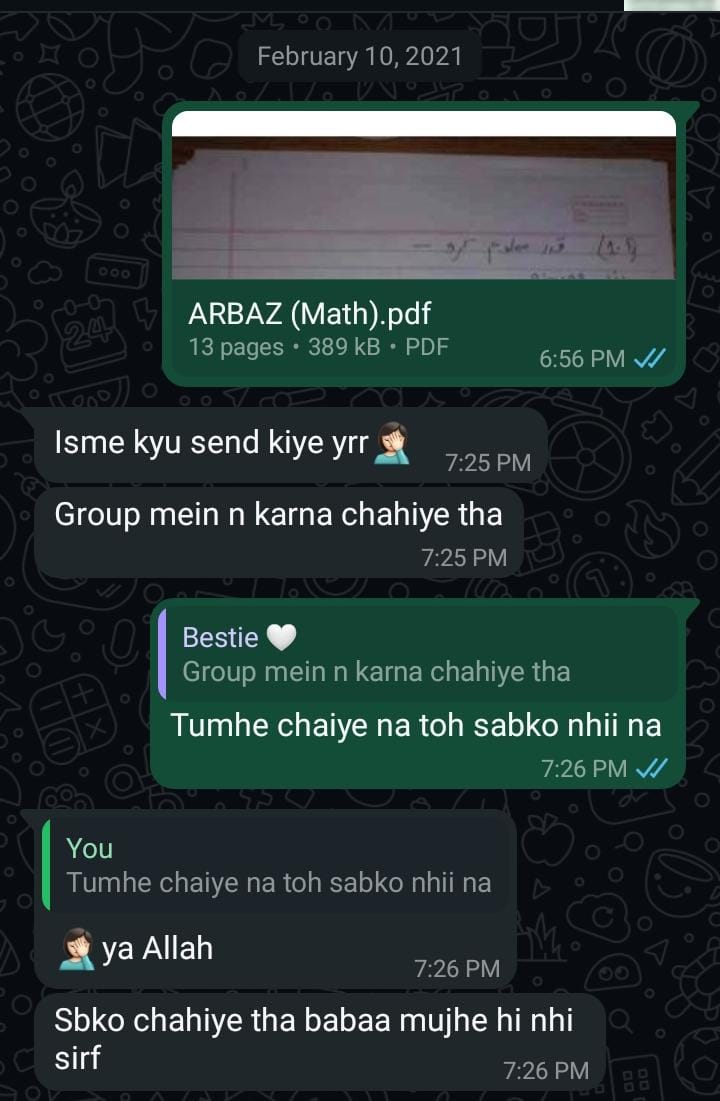 February 10, 2021
ARBAZ (Math).pdf
13 pages • 389 kB • PDF
6:56 PM
Isme kyu send kiye yrr🤦🏻‍♀️
7:25 PM
Group mein n karna chahiye tha
7:25 PM
Bestie 🤍
Group mein n karna chahiye tha
Tumhe chaiye na toh sabko nhii na
7:26 PM
You
Tumhe chaiye na toh sabko nhii na
🤦🏻‍♀️ya Allah
7:26 PM
Sbko chahiye tha babaa mujhe hi nhi
sirf
7:26 PM